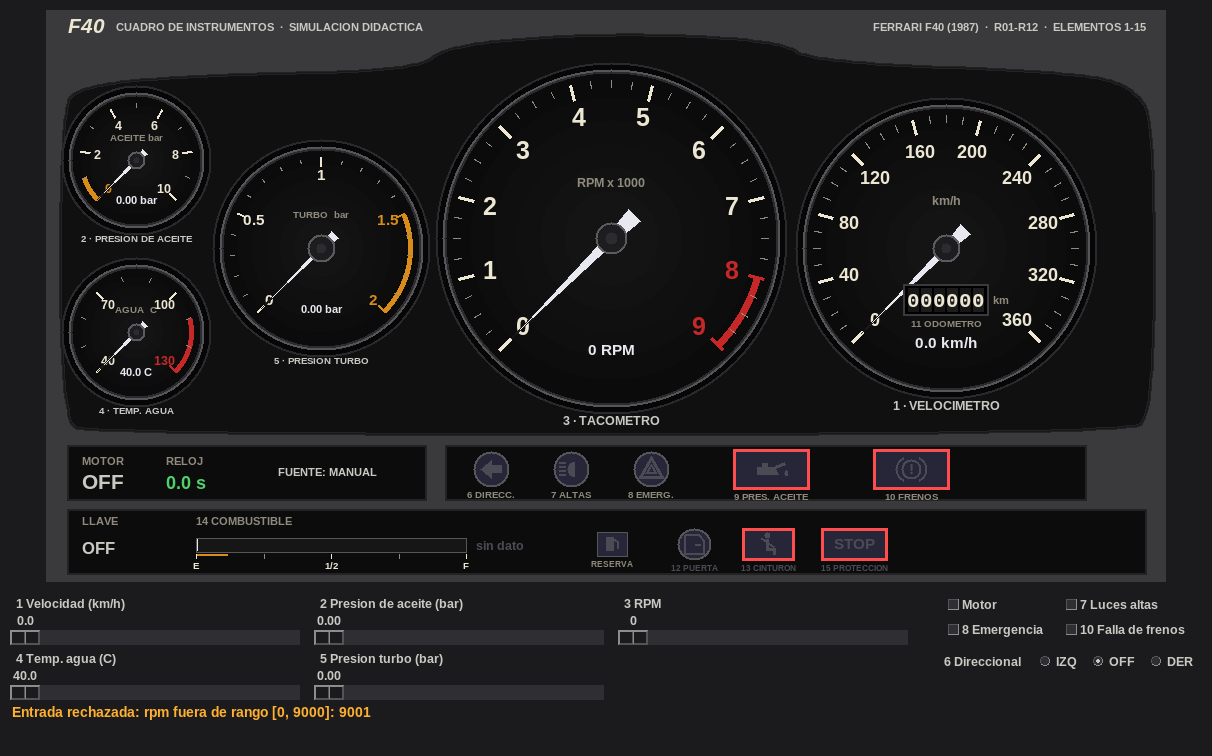 F40 CUADRO DE INSTRUMENTOS · SIMULACION DIDACTICA
FERRARI F40 (1987) · R01-R12 · ELEMENTOS 1-15
0 2 4 6 8 10
ACEITE bar
0.00 bar
2 · PRESION DE ACEITE
40 70 100 130
AGUA C
40.0 C
4 · TEMP. AGUA
0 0.5 1 1.5 2
TURBO bar
0.00 bar
5 · PRESION TURBO
0 1 2 3 4 5 6 7 8 9
RPM x 1000
0 RPM
3 · TACOMETRO
0 40 80 120 160 200 240 280 320 360
km/h
000000 km
11 ODOMETRO
0.0 km/h
1 · VELOCIMETRO
MOTOR
OFF
RELOJ
0.0 s
FUENTE: MANUAL
6 DIRECC.
7 ALTAS
8 EMERG.
9 PRES. ACEITE
10 FRENOS
LLAVE
OFF
14 COMBUSTIBLE
sin dato
E 1/2 F
RESERVA
12 PUERTA
13 CINTURON
STOP
15 PROTECCION
1 Velocidad (km/h)
0.0
2 Presion de aceite (bar)
0.00
3 RPM
0
4 Temp. agua (C)
40.0
5 Presion turbo (bar)
0.00
Motor
7 Luces altas
8 Emergencia
10 Falla de frenos
6 Direccional IZQ OFF DER
Entrada rechazada: rpm fuera de rango [0, 9000]: 9001